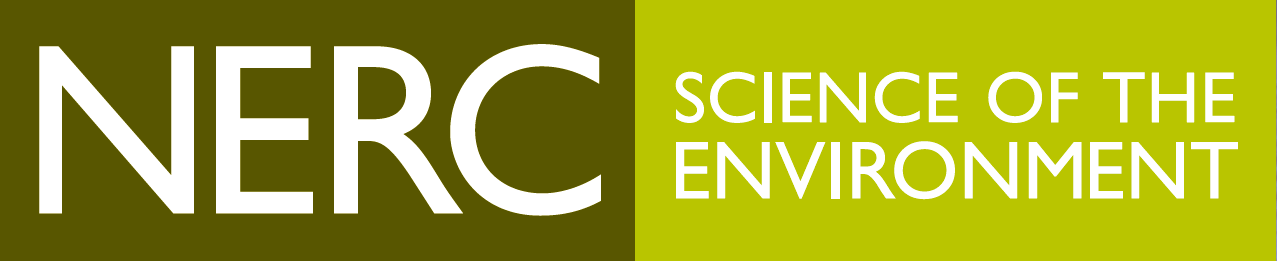 NERC
SCIENCE OF THE
ENVIRONMENT